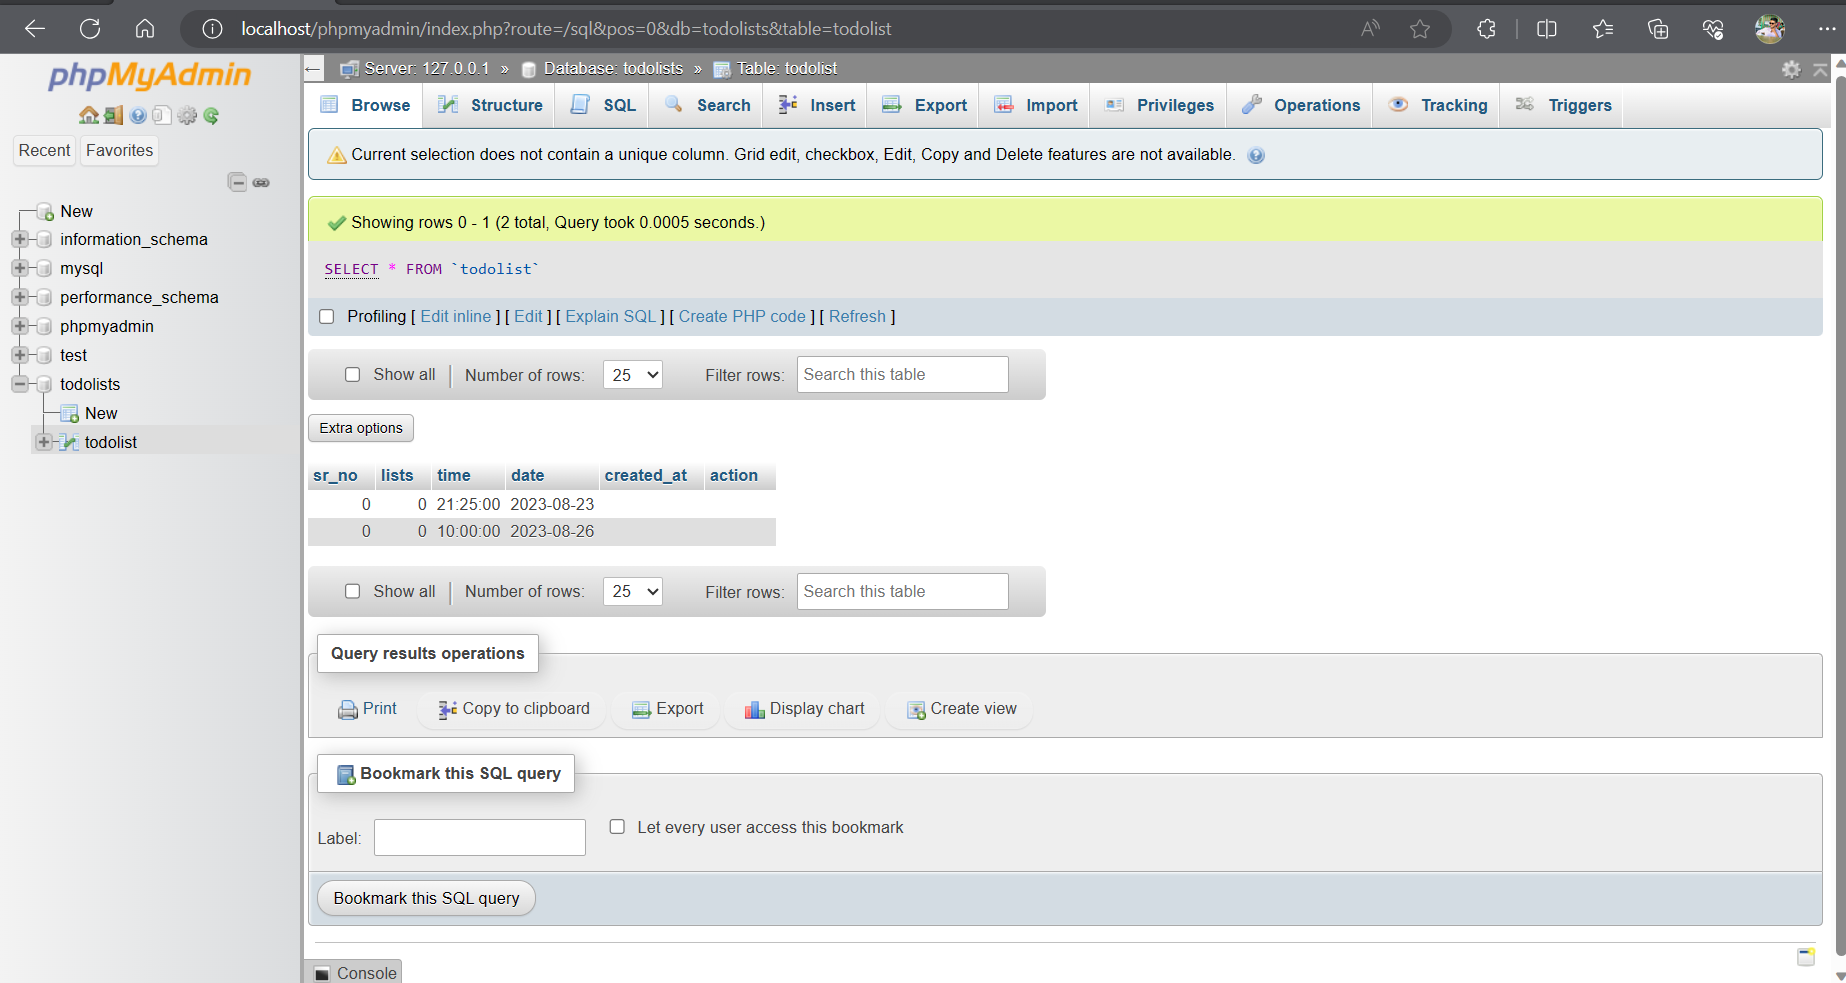 localhost/phpmyadmin/index.php?route=/sql&pos=0&db=todolists&table=todolist
phpMyAdmin
Recent Favorites
New
information_schema
mysql
performance_schema
phpmyadmin
test
todolists
New
todolist
Server: 127.0.0.1 » Database: todolists » Table: todolist
Browse Structure SQL Search Insert Export Import Privileges Operations Tracking Triggers
Current selection does not contain a unique column. Grid edit, checkbox, Edit, Copy and Delete features are not available.
Showing rows 0 - 1 (2 total, Query took 0.0005 seconds.)
SELECT * FROM `todolist`
Profiling [ Edit inline ] [ Edit ] [ Explain SQL ] [ Create PHP code ] [ Refresh ]
Show all | Number of rows: 25 Filter rows: Search this table
Extra options
sr_no lists time date created_at action
0 0 21:25:00 2023-08-23
0 0 10:00:00 2023-08-26
Show all | Number of rows: 25 Filter rows: Search this table
Query results operations
Print Copy to clipboard Export Display chart Create view
Bookmark this SQL query
Label: Let every user access this bookmark
Bookmark this SQL query
Console